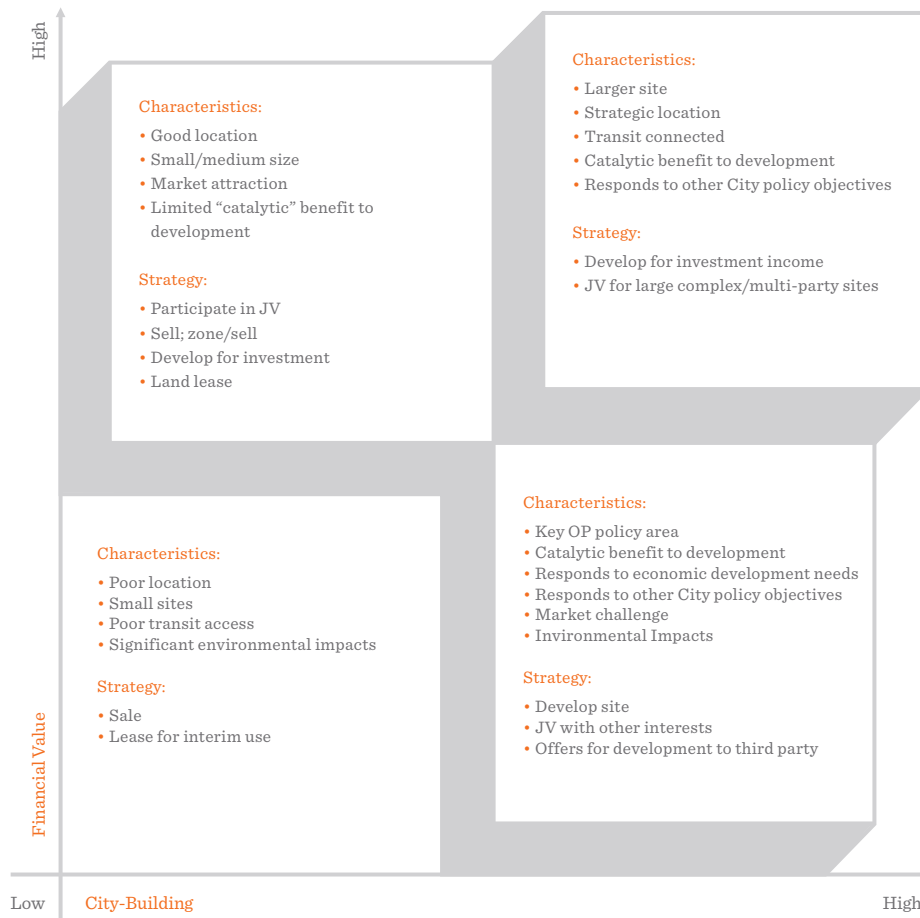 High
Characteristics:
• Good location
• Small/medium size
• Market attraction
• Limited “catalytic” benefit to
development
Strategy:
• Participate in JV
• Sell; zone/sell
• Develop for investment
• Land lease
Characteristics:
• Larger site
• Strategic location
• Transit connected
• Catalytic benefit to development
• Responds to other City policy objectives
Strategy:
• Develop for investment income
• JV for large complex/multi-party sites
Characteristics:
• Poor location
• Small sites
• Poor transit access
• Significant environmental impacts
Strategy:
• Sale
• Lease for interim use
Characteristics:
• Key OP policy area
• Catalytic benefit to development
• Responds to economic development needs
• Responds to other City policy objectives
• Market challenge
• Invironmental Impacts
Strategy:
• Develop site
• JV with other interests
• Offers for development to third party
Financial Value
Low
City-Building
High